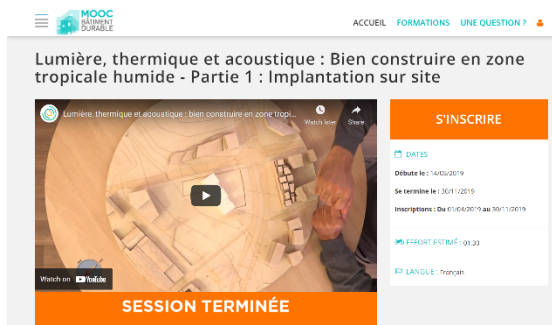 MOOC
BÂTIMENT
DURABLE
ACCUEIL FORMATIONS UNE QUESTION ?
Lumière, thermique et acoustique : Bien construire en zone
tropicale humide - Partie 1 : Implantation sur site
Lumière, thermique et acoustique : bien construire en zone tropi...
Watch later
Share
Watch on YouTube
SESSION TERMINÉE
S'INSCRIRE
DATES
Débute le : 14/05/2019
Se termine le : 30/11/2019
Inscriptions : Du 01/04/2019 au 30/11/2019
EFFORT ESTIMÉ : 01:30
LANGUE : Français